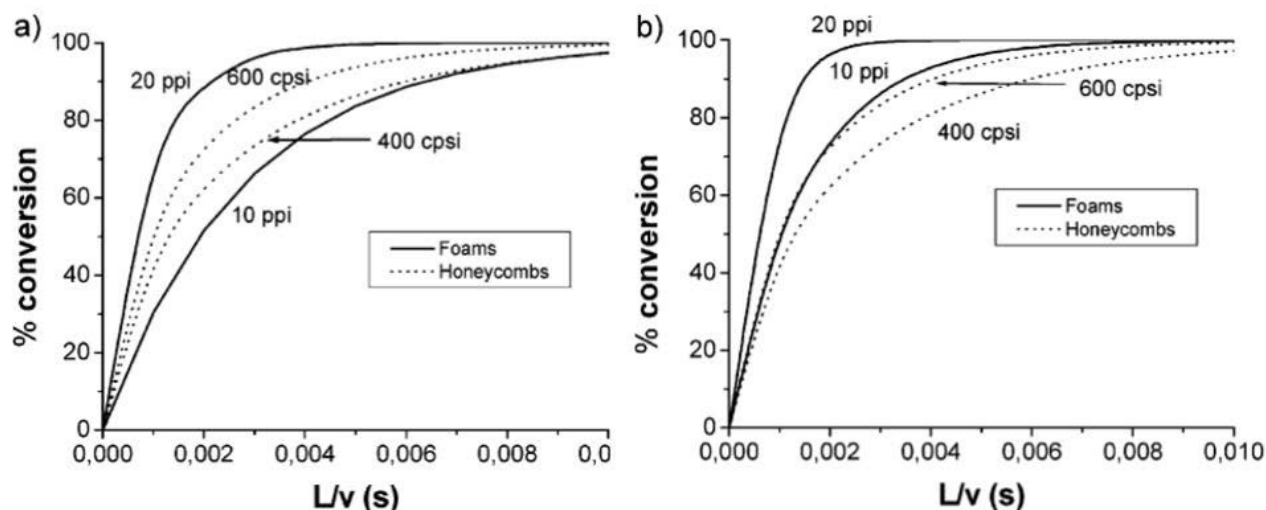 a)
100
80
60
40
20
0
% conversion
20 ppi
600 cpsi
400 cpsi
10 ppi
Foams
Honeycombs
0,000
0,002
0,004
0,006
0,008
0,0
L/v (s)
b)
100
80
60
40
20
0
% conversion
20 ppi
10 ppi
600 cpsi
400 cpsi
Foams
Honeycombs
0,000
0,002
0,004
0,006
0,008
0,010
L/v (s)